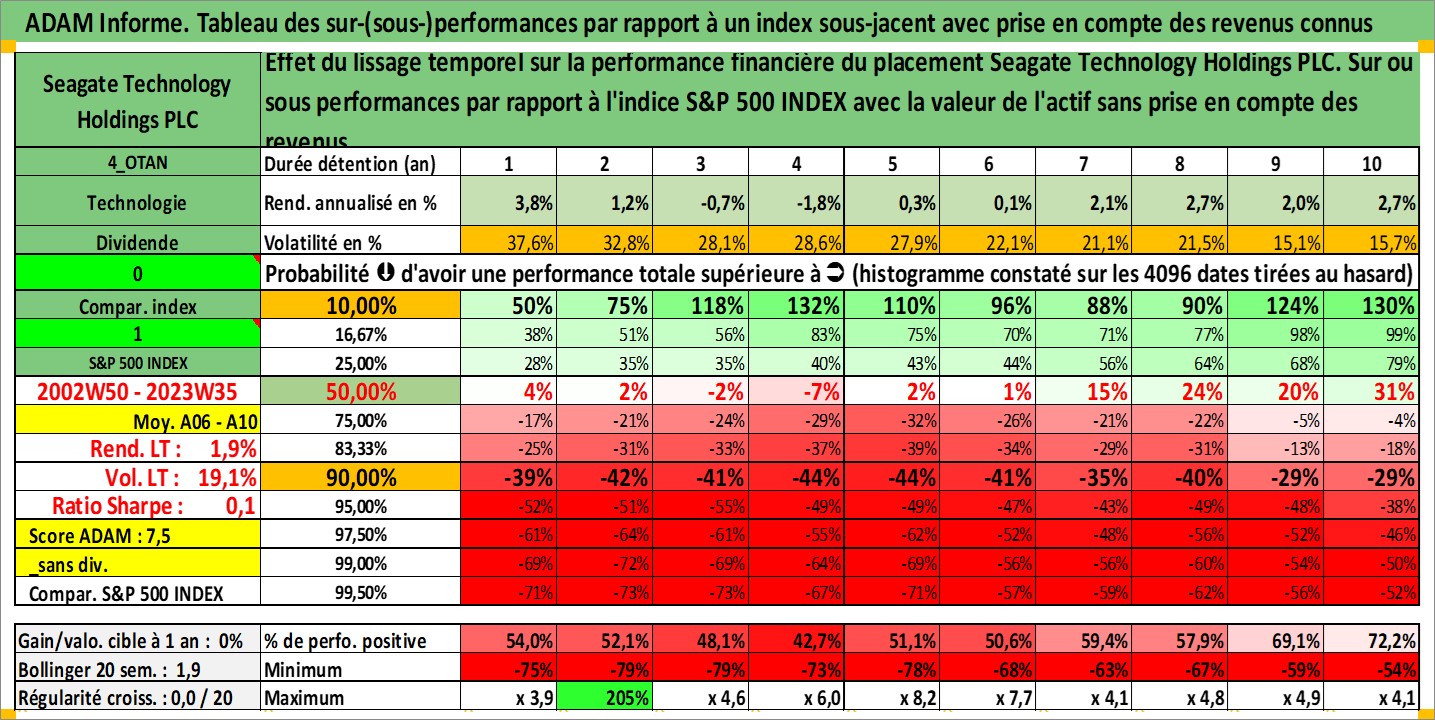 ADAM Informe. Tableau des sur-(sous-)performances par rapport à un index sous-jacent avec prise en compte des revenus connus
Seagate Technology Holdings PLC
Effet du lissage temporel sur la performance financière du placement Seagate Technology Holdings PLC. Sur ou
sous performances par rapport à l'indice S&P 500 INDEX avec la valeur de l'actif sans prise en compte des
revenus
4_OTAN Durée détention (an) 1 2 3 4 5 6 7 8 9 10
Technologie Rend. annualisé en % 3,8% 1,2% -0,7% -1,8% 0,3% 0,1% 2,1% 2,7% 2,0% 2,7%
Dividende Volatilité en % 37,6% 32,8% 28,1% 28,6% 27,9% 22,1% 21,1% 21,5% 15,1% 15,7%
0 Probabilité ⬇ d'avoir une performance totale supérieure à ➲ (histogramme constaté sur les 4096 dates tirées au hasard)
Compar. index 10,00% 50% 75% 118% 132% 110% 96% 88% 90% 124% 130%
1 16,67% 38% 51% 56% 83% 75% 70% 71% 77% 98% 99%
S&P 500 INDEX 25,00% 28% 35% 35% 40% 43% 44% 56% 64% 68% 79%
2002W50 - 2023W35 50,00% 4% 2% -2% -7% 2% 1% 15% 24% 20% 31%
Moy. A06 - A10 75,00% -17% -21% -24% -29% -32% -26% -21% -22% -5% -4%
Rend. LT : 1,9% 83,33% -25% -31% -33% -37% -39% -34% -29% -31% -13% -18%
Vol. LT : 19,1% 90,00% -39% -42% -41% -44% -44% -41% -35% -40% -29% -29%
Ratio Sharpe : 0,1 95,00% -52% -51% -55% -49% -49% -47% -43% -49% -48% -38%
Score ADAM : 7,5 97,50% -61% -64% -61% -55% -62% -52% -48% -56% -52% -46%
_sans div. 99,00% -69% -72% -69% -64% -69% -56% -56% -60% -54% -50%
Compar. S&P 500 INDEX 99,50% -71% -73% -73% -67% -71% -57% -59% -62% -56% -52%
Gain/valo. cible à 1 an : 0% % de perfo. positive 54,0% 52,1% 48,1% 42,7% 51,1% 50,6% 59,4% 57,9% 69,1% 72,2%
Bollinger 20 sem. : 1,9 Minimum -75% -79% -79% -73% -78% -68% -63% -67% -59% -54%
Régularité croiss. : 0,0 / 20 Maximum x 3,9 205% x 4,6 x 6,0 x 8,2 x 7,7 x 4,1 x 4,8 x 4,9 x 4,1